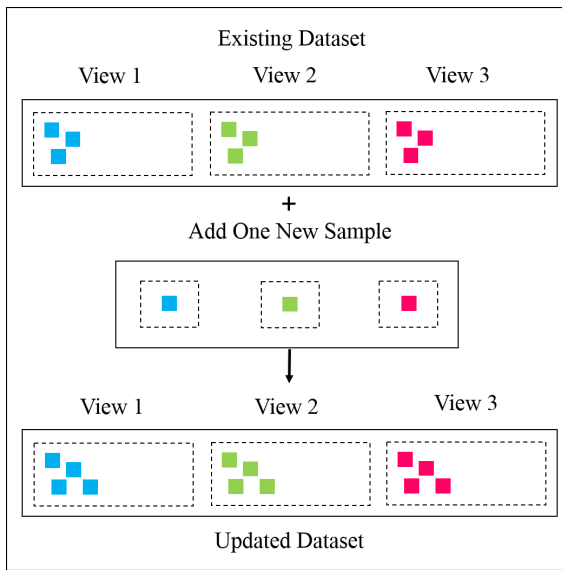 Existing Dataset
View 1 View 2 View 3
+
Add One New Sample
View 1 View 2 View 3
Updated Dataset